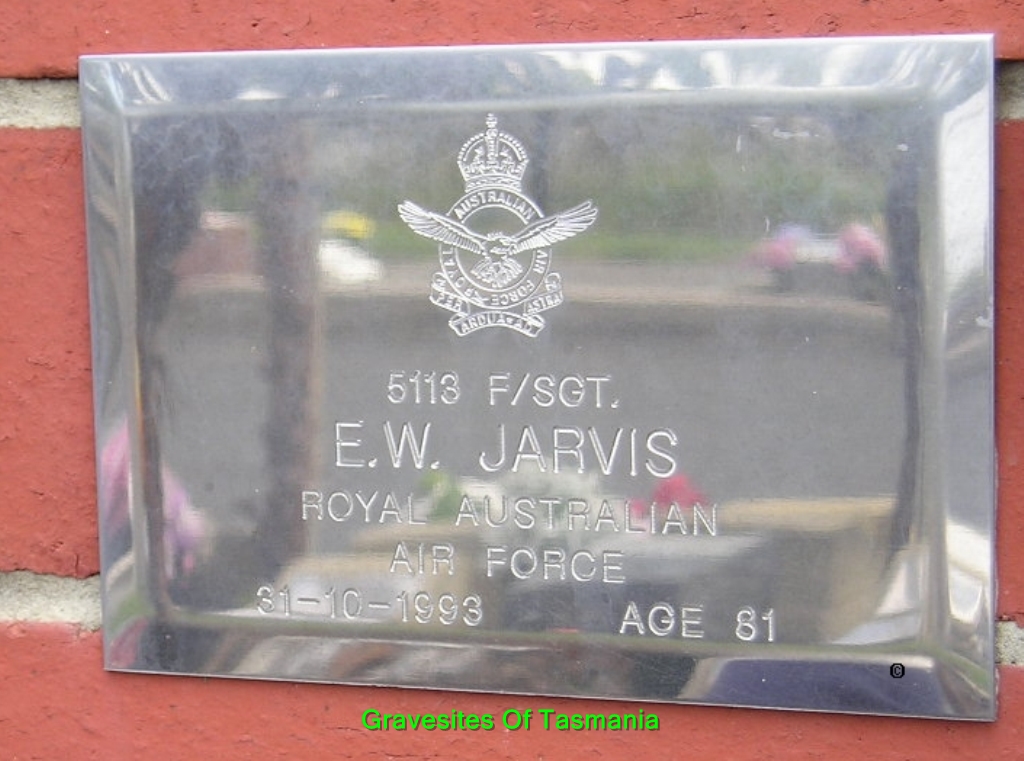 ROYAL AUSTRALIAN AIR FORCE
PER ARDUA AD ASTRA
5113 F/SGT.
E.W. JARVIS
ROYAL AUSTRALIAN
AIR FORCE
31-10-1993 AGE 81
©
Gravesites Of Tasmania